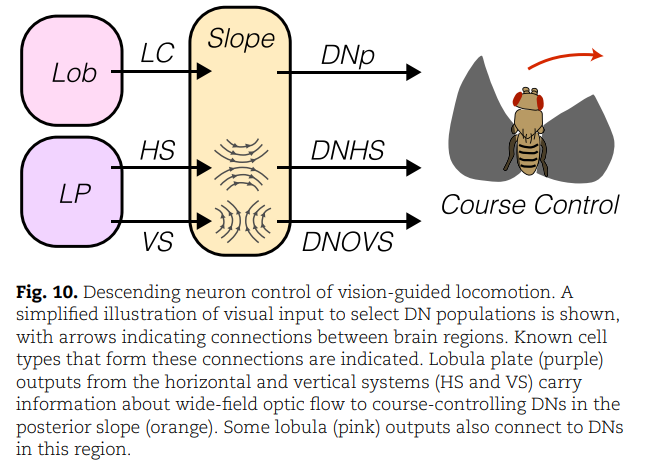 Lob
LC
Slope
DNp
LP
HS
DNHS
VS
DNOVS
Course Control
Fig. 10. Descending neuron control of vision-guided locomotion. A
simplified illustration of visual input to select DN populations is shown,
with arrows indicating connections between brain regions. Known cell
types that form these connections are indicated. Lobula plate (purple)
outputs from the horizontal and vertical systems (HS and VS) carry
information about wide-field optic flow to course-controlling DNs in the
posterior slope (orange). Some lobula (pink) outputs also connect to DNs
in this region.